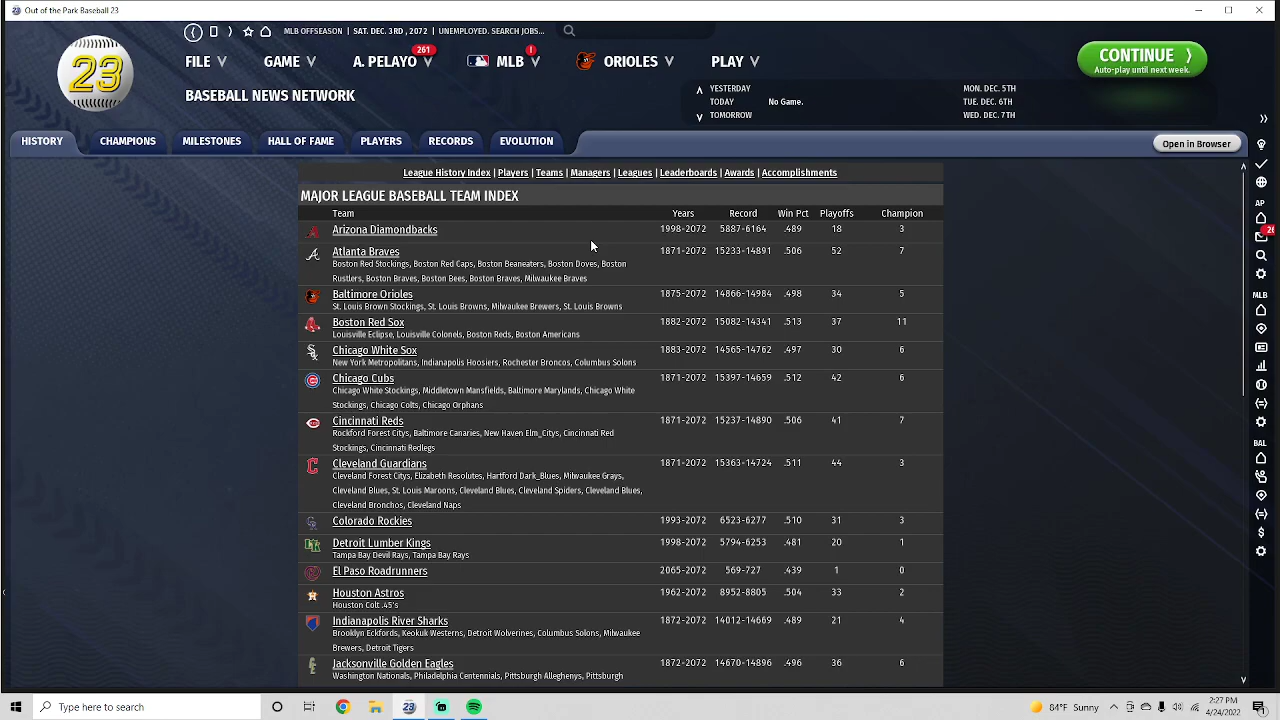 Out of the Park Baseball 23
MLB OFFSEASON | SAT. DEC. 3RD, 2072 | UNEMPLOYED. SEARCH JOBS...
23
FILE GAME A. PELAYO 261 MLB ! ORIOLES PLAY
CONTINUE
Auto-play until next week.
BASEBALL NEWS NETWORK
YESTERDAY MON. DEC. 5TH
TODAY No Game. TUE. DEC. 6TH
TOMORROW WED. DEC. 7TH
HISTORY CHAMPIONS MILESTONES HALL OF FAME PLAYERS RECORDS EVOLUTION
Open in Browser
League History Index | Players | Teams | Managers | Leagues | Leaderboards | Awards | Accomplishments
MAJOR LEAGUE BASEBALL TEAM INDEX
Team Years Record Win Pct Playoffs Champion
Arizona Diamondbacks 1998-2072 5887-6164 .489 18 3
Atlanta Braves 1871-2072 15233-14891 .506 52 7
Boston Red Stockings, Boston Red Caps, Boston Beaneaters, Boston Doves, Boston
Rustlers, Boston Braves, Boston Bees, Boston Braves, Milwaukee Braves
Baltimore Orioles 1875-2072 14866-14984 .498 34 5
St. Louis Brown Stockings, St. Louis Browns, Milwaukee Brewers, St. Louis Browns
Boston Red Sox 1882-2072 15082-14341 .513 37 11
Louisville Eclipse, Louisville Colonels, Boston Reds, Boston Americans
Chicago White Sox 1883-2072 14565-14762 .497 30 6
New York Metropolitans, Indianapolis Hoosiers, Rochester Broncos, Columbus Solons
Chicago Cubs 1871-2072 15397-14659 .512 42 6
Chicago White Stockings, Middletown Mansfields, Baltimore Marylands, Chicago White
Stockings, Chicago Colts, Chicago Orphans
Cincinnati Reds 1871-2072 15237-14890 .506 41 7
Rockford Forest Citys, Baltimore Canaries, New Haven Elm_Citys, Cincinnati Red
Stockings, Cincinnati Redlegs
Cleveland Guardians 1871-2072 15363-14724 .511 44 3
Cleveland Forest Citys, Elizabeth Resolutes, Hartford Dark_Blues, Milwaukee Grays,
Cleveland Blues, St. Louis Maroons, Cleveland Blues, Cleveland Spiders, Cleveland Blues,
Cleveland Bronchos, Cleveland Naps
Colorado Rockies 1993-2072 6523-6277 .510 31 3
Detroit Lumber Kings 1998-2072 5794-6253 .481 20 1
Tampa Bay Devil Rays, Tampa Bay Rays
El Paso Roadrunners 2065-2072 569-727 .439 1 0
Houston Astros 1962-2072 8952-8805 .504 33 2
Houston Colt .45's
Indianapolis River Sharks 1872-2072 14012-14669 .489 21 4
Brooklyn Eckfords, Keokuk Westerns, Detroit Wolverines, Columbus Solons, Milwaukee
Brewers, Detroit Tigers
Jacksonville Golden Eagles 1872-2072 14670-14896 .496 36 6
Washington Nationals, Philadelphia Centennials, Pittsburgh Alleghenys, Pittsburgh
AP
26
MLB
BAL
Type here to search
23
84°F Sunny
2:27 PM
4/24/2022